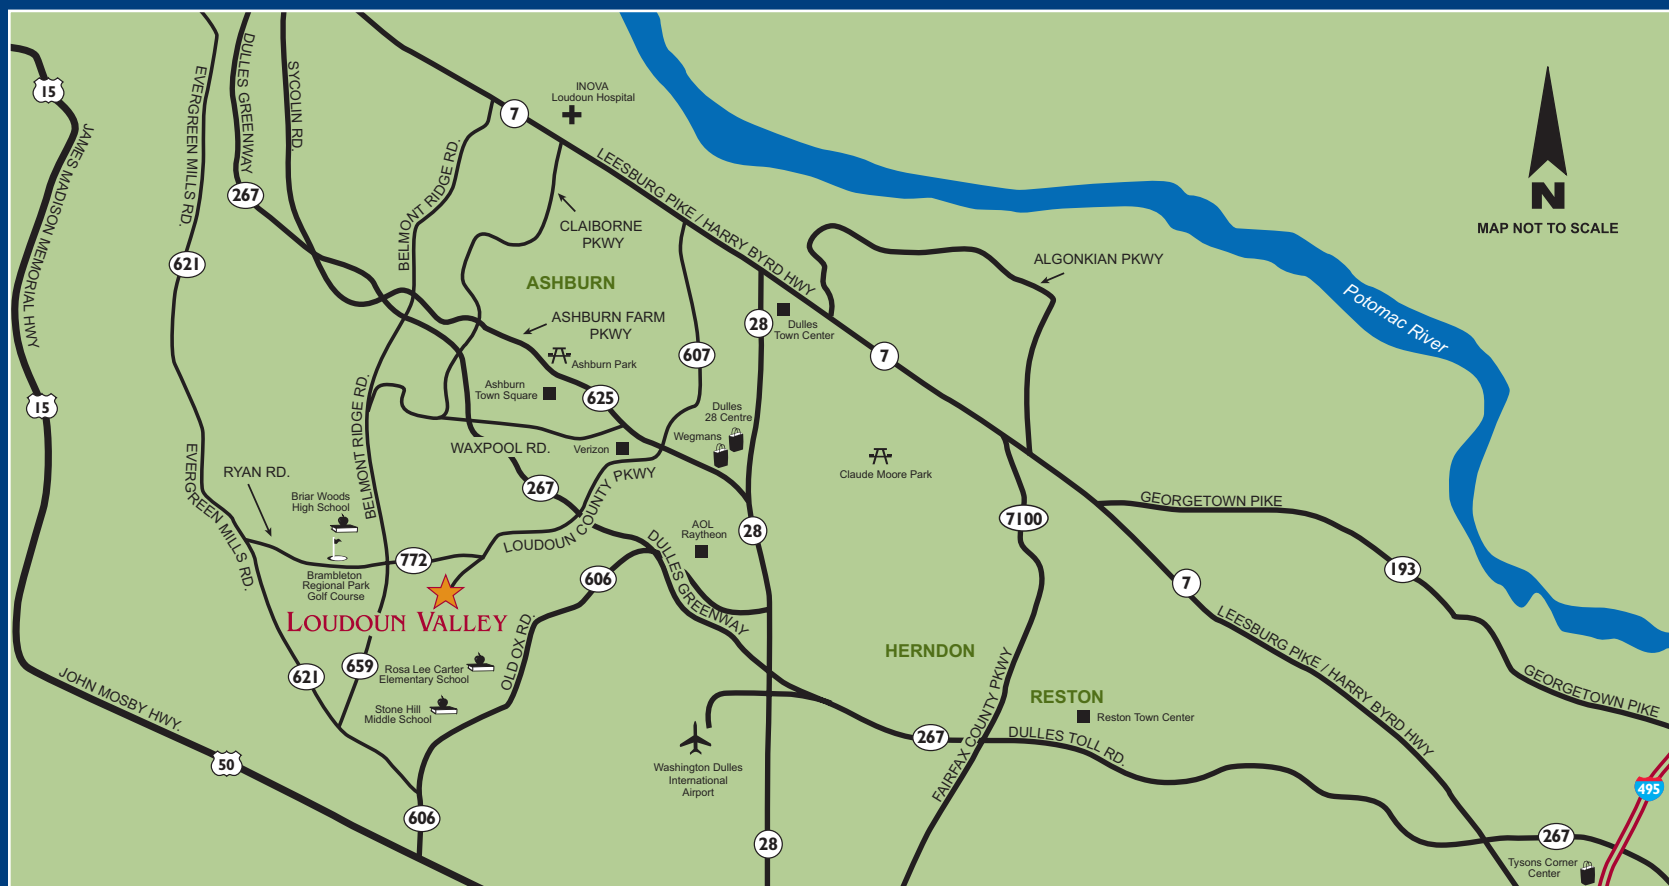 15
JAMES MADISON MEMORIAL HWY
15
EVERGREEN MILLS RD.
621
DULLES GREENWAY
267
SYCOLIN RD.
BELMONT RIDGE RD.
7
INOVA
Loudoun Hospital
LEESBURG PIKE / HARRY BYRD HWY
CLAIBORNE
PKWY
ASHBURN
ASHBURN FARM
PKWY
Ashburn Park
Ashburn
Town Square
625
607
28
Dulles
Town Center
7
ALGONKIAN PKWY
Potomac River
N
MAP NOT TO SCALE
BELMONT RIDGE RD.
WAXPOOL RD.
Verizon
Wegmans
Dulles
28 Centre
Claude Moore Park
267
LOUDOUN COUNTY PKWY
EVERGREEN MILLS RD.
RYAN RD.
Briar Woods
High School
Brambleton
Regional Park
Golf Course
772
LOUDOUN VALLEY
AOL
Raytheon
28
606
DULLES GREENWAY
OLD OX RD.
7100
GEORGETOWN PIKE
193
7
LEESBURG PIKE / HARRY BYRD HWY
GEORGETOWN PIKE
621
659
Rosa Lee Carter
Elementary School
Stone Hill
Middle School
JOHN MOSBY HWY.
50
606
Washington Dulles
International
Airport
28
HERNDON
RESTON
Reston Town Center
FAIRFAX COUNTY PKWY
267
DULLES TOLL RD.
495
267
Tysons Corner
Center